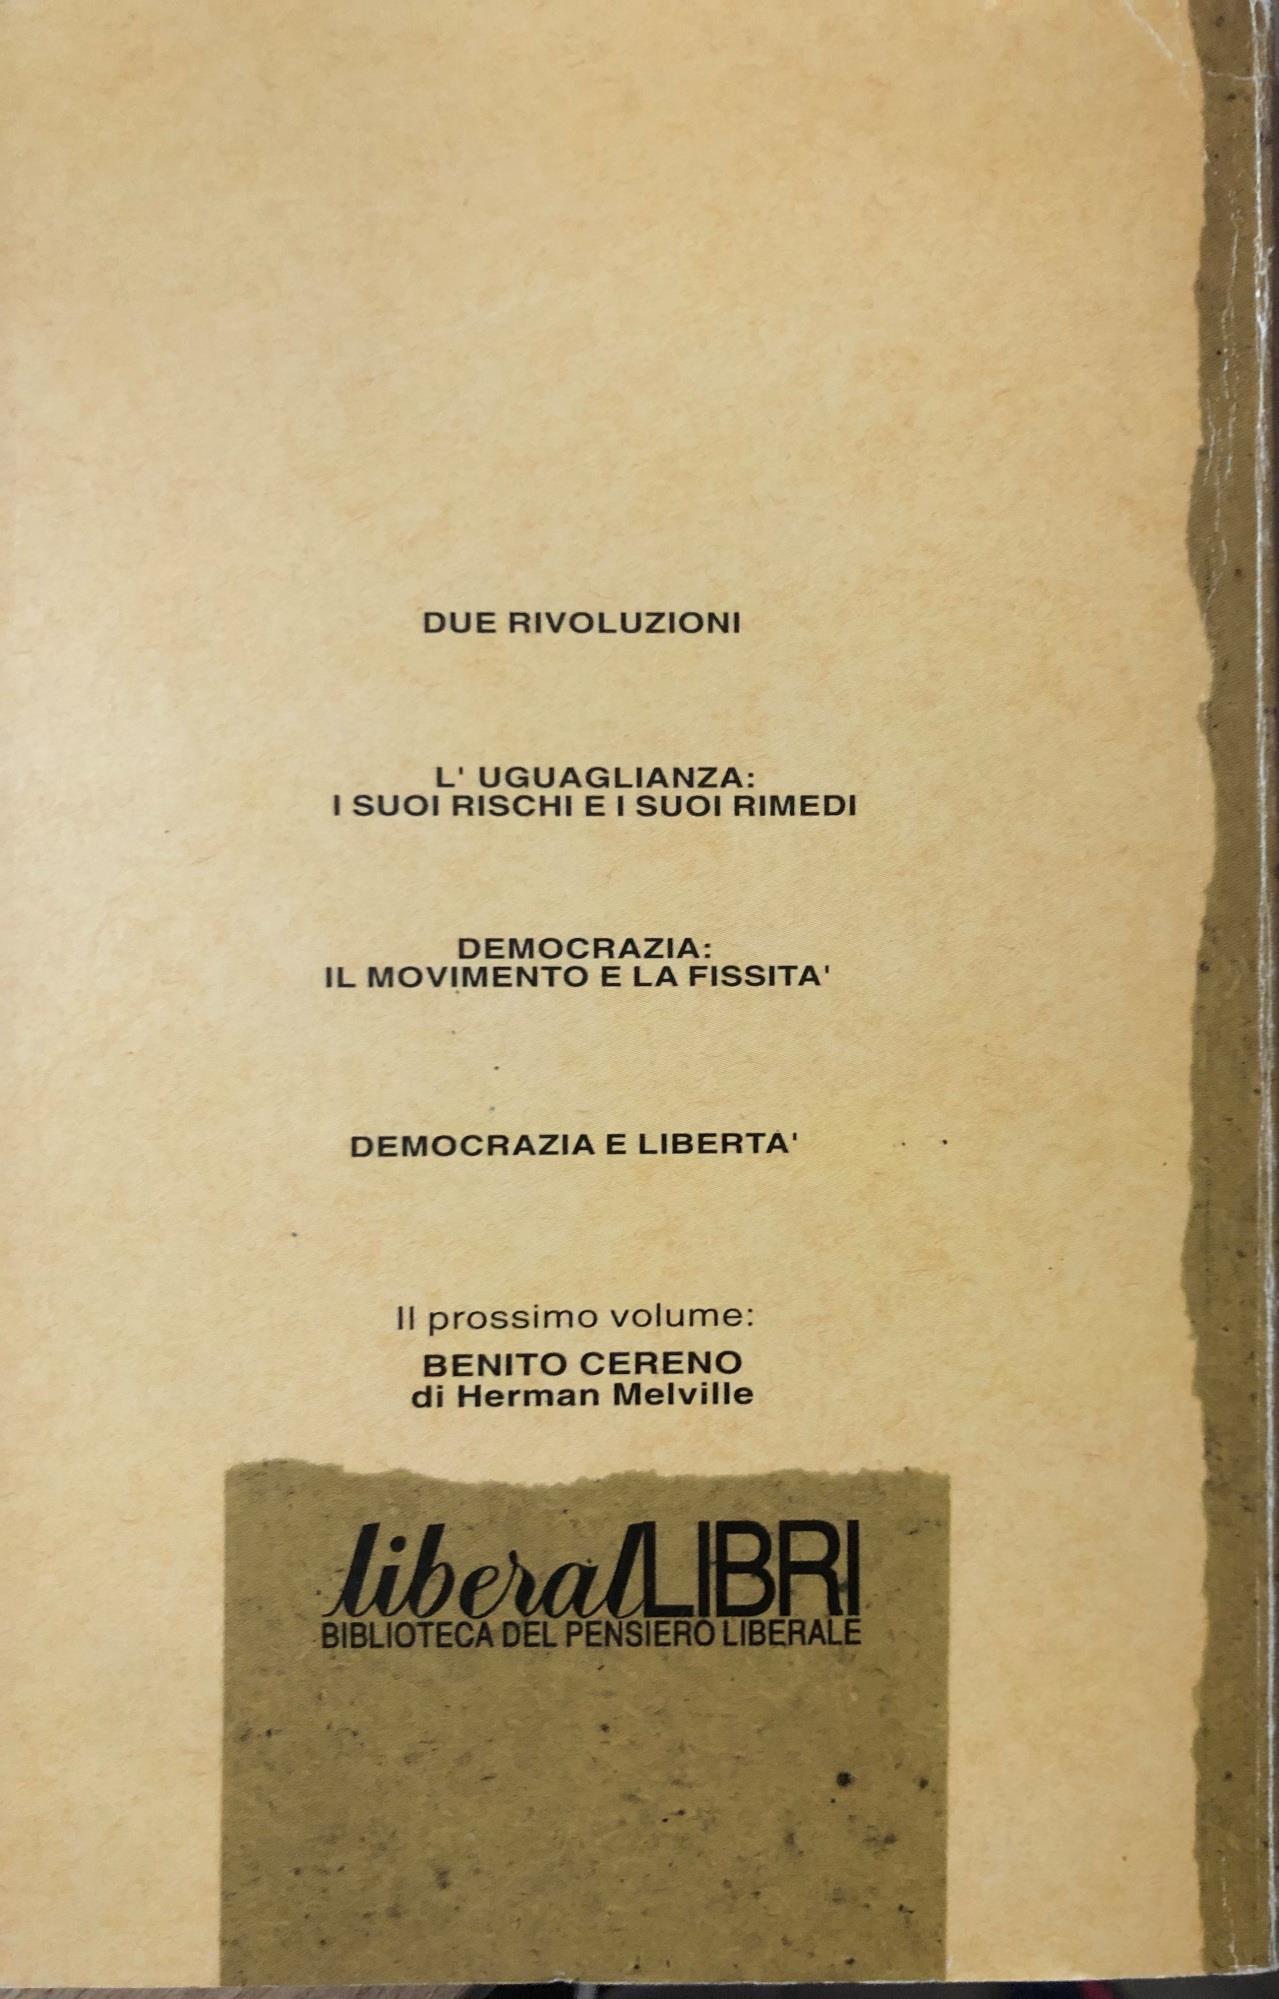 DUE RIVOLUZIONI
L' UGUAGLIANZA:
I SUOI RISCHI E I SUOI RIMEDI
DEMOCRAZIA:
IL MOVIMENTO E LA FISSITA'
DEMOCRAZIA E LIBERTA'
Il prossimo volume:
BENITO CERENO
di Herman Melville
liberalLIBRI
BIBLIOTECA DEL PENSIERO LIBERALE